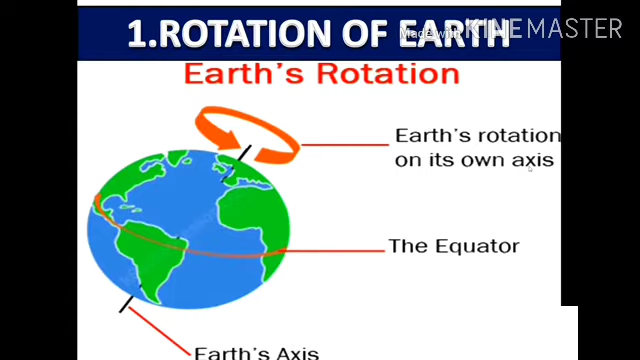 1.ROTATION OF EARTH
Made with KINEMASTER
Earth's Rotation
Earth's rotation
on its own axis
The Equator
Earth's Axis